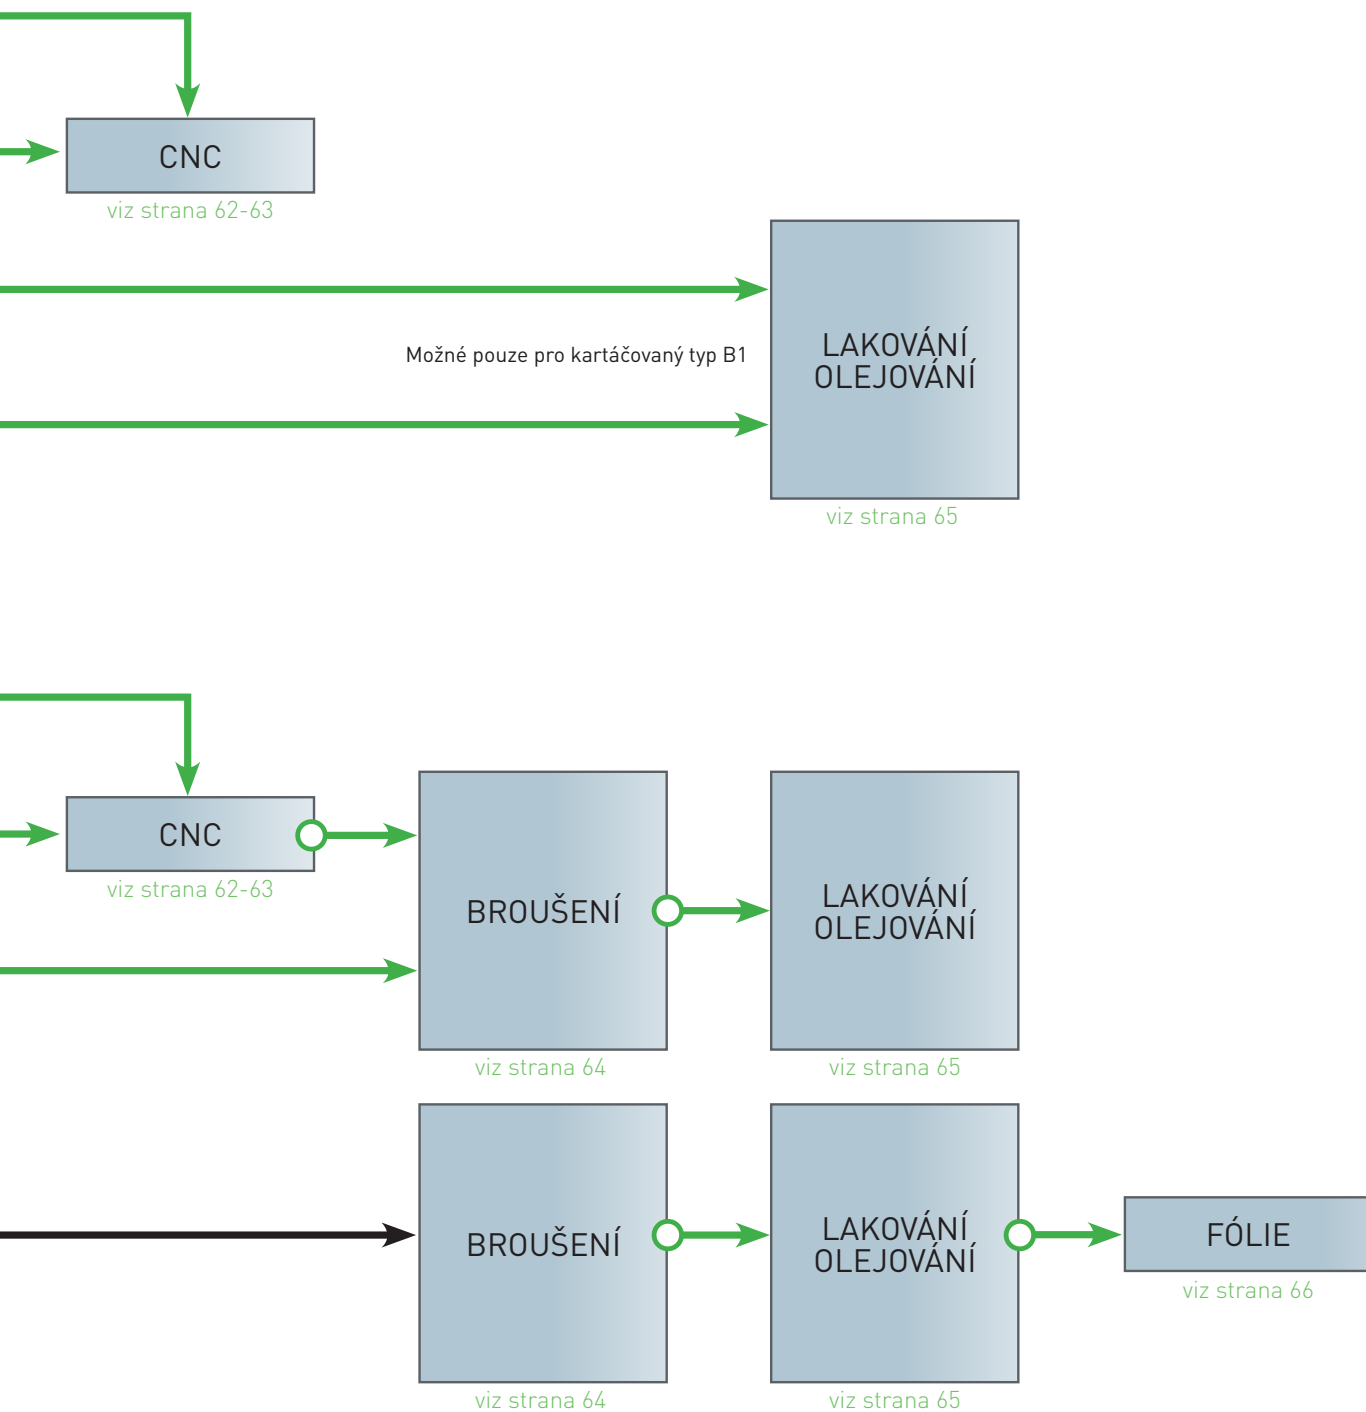 CNC
viz strana 62-63
Možné pouze pro kartáčovaný typ B1
LAKOVÁNÍ
OLEJOVÁNÍ
viz strana 65
CNC
viz strana 62-63
BROUŠENÍ
viz strana 64
LAKOVÁNÍ
OLEJOVÁNÍ
viz strana 65
BROUŠENÍ
viz strana 64
LAKOVÁNÍ
OLEJOVÁNÍ
viz strana 65
FÓLIE
viz strana 66